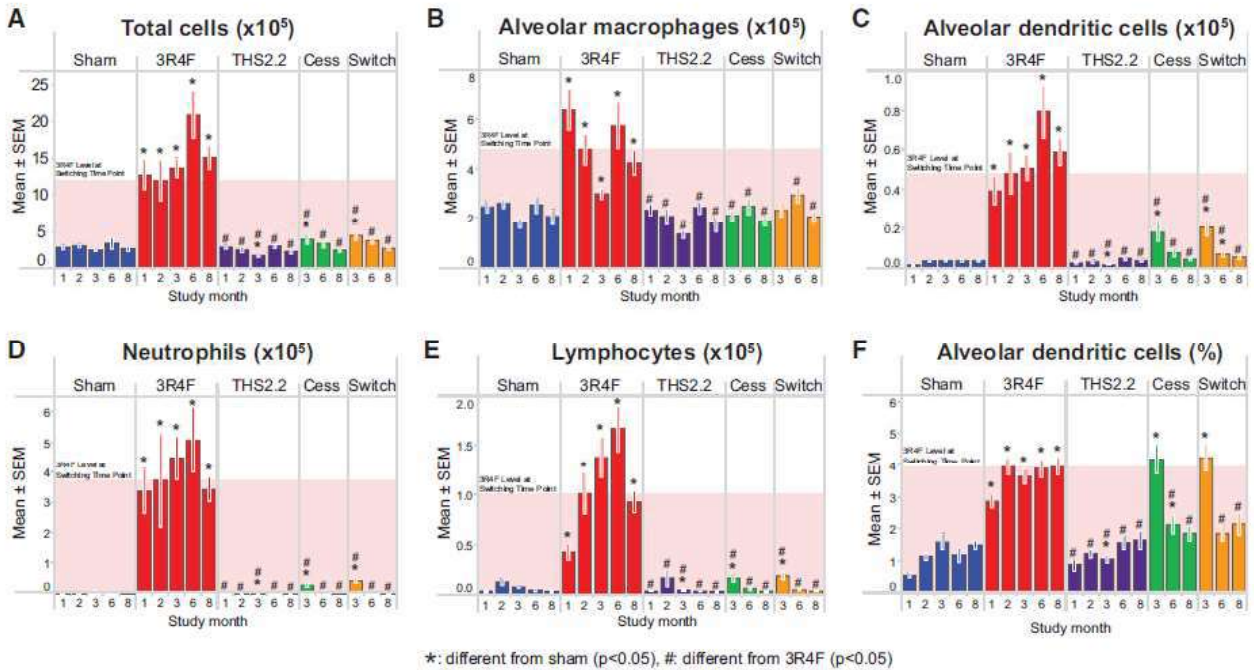 A
Total cells (x10⁵)
Sham 3R4F THS2.2 Cess Switch
Mean ± SEM
25
20
15
10
5
0
3R4F Level at
Switching Time Point
* * * * *
# # # * # # # * # # # * # #
1 2 3 6 8 1 2 3 6 8 1 2 3 6 8 3 6 8 3 6 8
Study month
B
Alveolar macrophages (x10⁵)
Sham 3R4F THS2.2 Cess Switch
Mean ± SEM
8
6
4
2
0
3R4F Level at
Switching Time Point
* * * * *
# # # # # # # # # #
1 2 3 6 8 1 2 3 6 8 1 2 3 6 8 3 6 8 3 6 8
Study month
C
Alveolar dendritic cells (x10⁵)
Sham 3R4F THS2.2 Cess Switch
Mean ± SEM
1.0
0.8
0.6
0.4
0.2
0.0
3R4F Level at
Switching Time Point
* * * * *
# # # * # # # * # # # * # * #
1 2 3 6 8 1 2 3 6 8 1 2 3 6 8 3 6 8 3 6 8
Study month
D
Neutrophils (x10⁵)
Sham 3R4F THS2.2 Cess Switch
Mean ± SEM
6
5
4
3
2
1
0
3R4F Level at
Switching Time Point
* * * * *
# # # * # # # * # # # * # #
1 2 3 6 8 1 2 3 6 8 1 2 3 6 8 3 6 8 3 6 8
Study month
E
Lymphocytes (x10⁵)
Sham 3R4F THS2.2 Cess Switch
Mean ± SEM
2.0
1.5
1.0
0.5
0.0
3R4F Level at
Switching Time Point
* * * * *
# # # * # # # * # # # * # #
1 2 3 6 8 1 2 3 6 8 1 2 3 6 8 3 6 8 3 6 8
Study month
F
Alveolar dendritic cells (%)
Sham 3R4F THS2.2 Cess Switch
Mean ± SEM
6
5
4
3
2
1
0
3R4F Level at
Switching Time Point
* * * * *
# # # * # # * # * # * # #
1 2 3 6 8 1 2 3 6 8 1 2 3 6 8 3 6 8 3 6 8
Study month
*: different from sham (p<0.05), #: different from 3R4F (p<0.05)